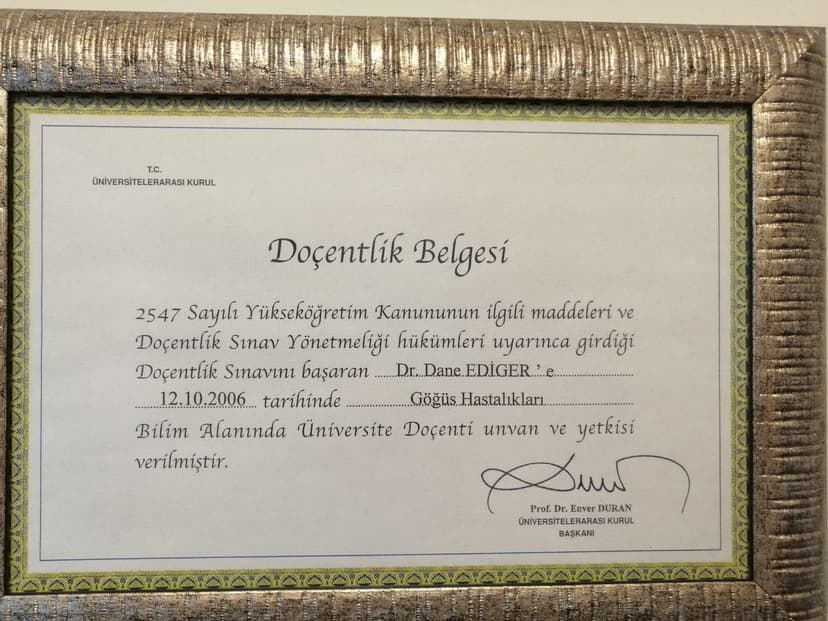 T.C.
ÜNİVERSİTELERARASI KURUL
Doçentlik Belgesi
2547 Sayılı Yükseköğretim Kanununun ilgili maddeleri ve
Doçentlik Sınav Yönetmeliği hükümleri uyarınca girdiği
Doçentlik Sınavını başaran Dr. Dane EDİGER ' e
12.10.2006 tarihinde Göğüs Hastalıkları
Bilim Alanında Üniversite Doçenti unvan ve yetkisi
verilmiştir.
Prof. Dr. Enver DURAN
ÜNİVERSİTELERARASI KURUL
BAŞKANI